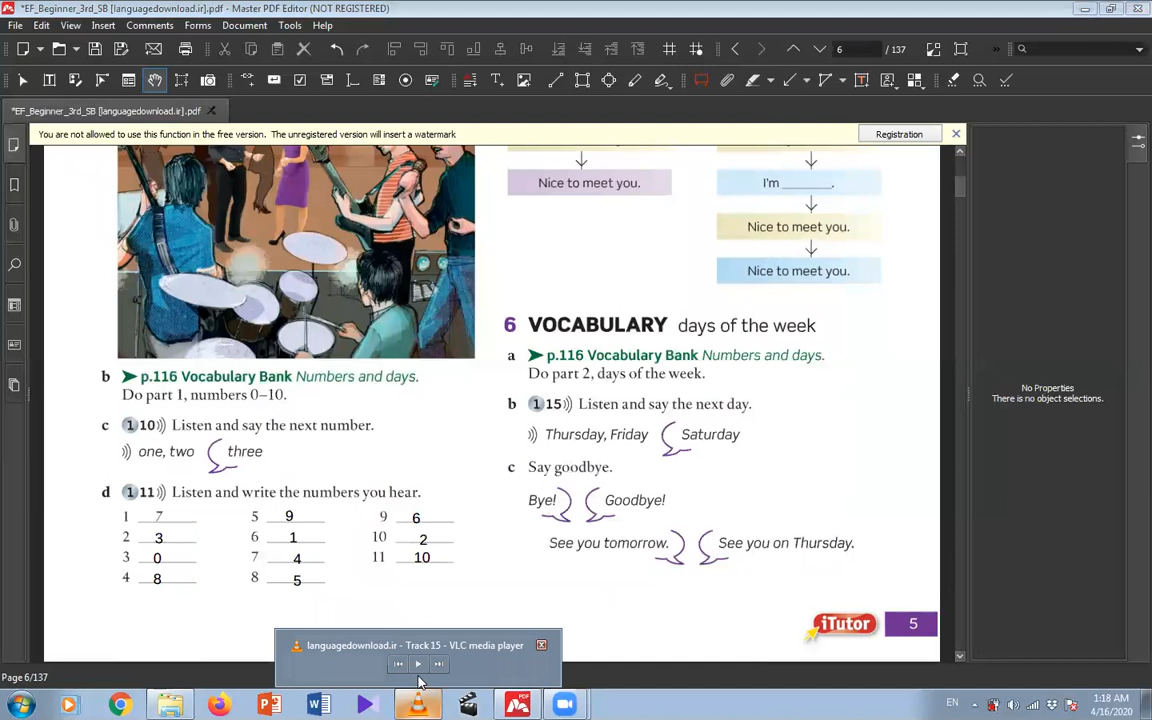 *EF_Beginner_3rd_SB [languagedownload.ir].pdf - Master PDF Editor (NOT REGISTERED)
File Edit View Insert Comments Forms Document Tools Help
6 / 137
*EF_Beginner_3rd_SB [languagedownload.ir].pdf
You are not allowed to use this function in the free version. The unregistered version will insert a watermark
Registration
Nice to meet you.
I'm ______.
Nice to meet you.
Nice to meet you.
b p.116 Vocabulary Bank Numbers and days.
Do part 1, numbers 0–10.
c 1 10 Listen and say the next number.
one, two three
d 1 11 Listen and write the numbers you hear.
1 7 5 9 9 6
2 3 6 1 10 2
3 0 7 4 11 10
4 8 8 5
6 VOCABULARY days of the week
a p.116 Vocabulary Bank Numbers and days.
Do part 2, days of the week.
b 1 15 Listen and say the next day.
Thursday, Friday Saturday
c Say goodbye.
Bye! Goodbye!
See you tomorrow. See you on Thursday.
iTutor 5
No Properties
There is no object selections.
languagedownload.ir - Track 15 - VLC media player
Page 6/137
EN
1:18 AM
4/16/2020